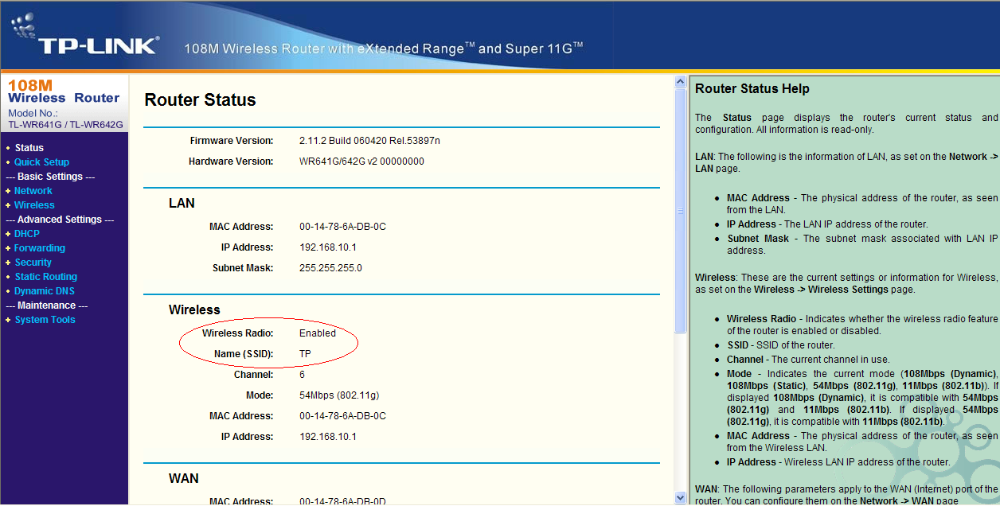 TP-LINK®
108M Wireless Router with eXtended Range™ and Super 11G™
108M
Wireless Router
Model No.:
TL-WR641G / TL-WR642G
Status
Quick Setup
--- Basic Settings ---
Network
Wireless
--- Advanced Settings ---
DHCP
Forwarding
Security
Static Routing
Dynamic DNS
--- Maintenance ---
System Tools
Router Status
Firmware Version: 2.11.2 Build 060420 Rel.53897n
Hardware Version: WR641G/642G v2 00000000
LAN
MAC Address: 00-14-78-6A-DB-0C
IP Address: 192.168.10.1
Subnet Mask: 255.255.255.0
Wireless
Wireless Radio: Enabled
Name (SSID): TP
Channel: 6
Mode: 54Mbps (802.11g)
MAC Address: 00-14-78-6A-DB-0C
IP Address: 192.168.10.1
WAN
MAC Address: 00-14-78-6A-DB-0D
Router Status Help
The Status page displays the router's current status and
configuration. All information is read-only.
LAN: The following is the information of LAN, as set on the Network ->
LAN page.
MAC Address - The physical address of the router, as seen
from the LAN.
IP Address - The LAN IP address of the router.
Subnet Mask - The subnet mask associated with LAN IP
address.
Wireless: These are the current settings or information for Wireless,
as set on the Wireless -> Wireless Settings page.
Wireless Radio - Indicates whether the wireless radio feature
of the router is enabled or disabled.
SSID - SSID of the router.
Channel - The current channel in use.
Mode - Indicates the current mode (108Mbps (Dynamic),
108Mbps (Static), 54Mbps (802.11g), 11Mbps (802.11b)). If
displayed 108Mbps (Dynamic), it is compatible with 54Mbps
(802.11g) and 11Mbps (802.11b). If displayed 54Mbps
(802.11g), it is compatible with 11Mbps (802.11b).
MAC Address - The physical address of the router, as seen
from the Wireless LAN.
IP Address - Wireless LAN IP address of the router.
WAN: The following parameters apply to the WAN (Internet) port of the
router. You can configure them on the Network -> WAN page